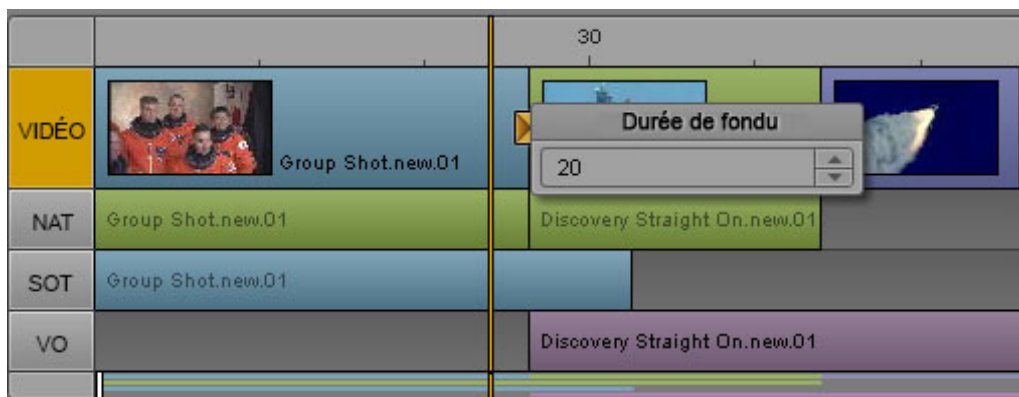 30
VIDÉO
Group Shot.new.01
Durée de fondu
20
NAT
Group Shot.new.01
Discovery Straight On.new.01
SOT
Group Shot.new.01
VO
Discovery Straight On.new.01